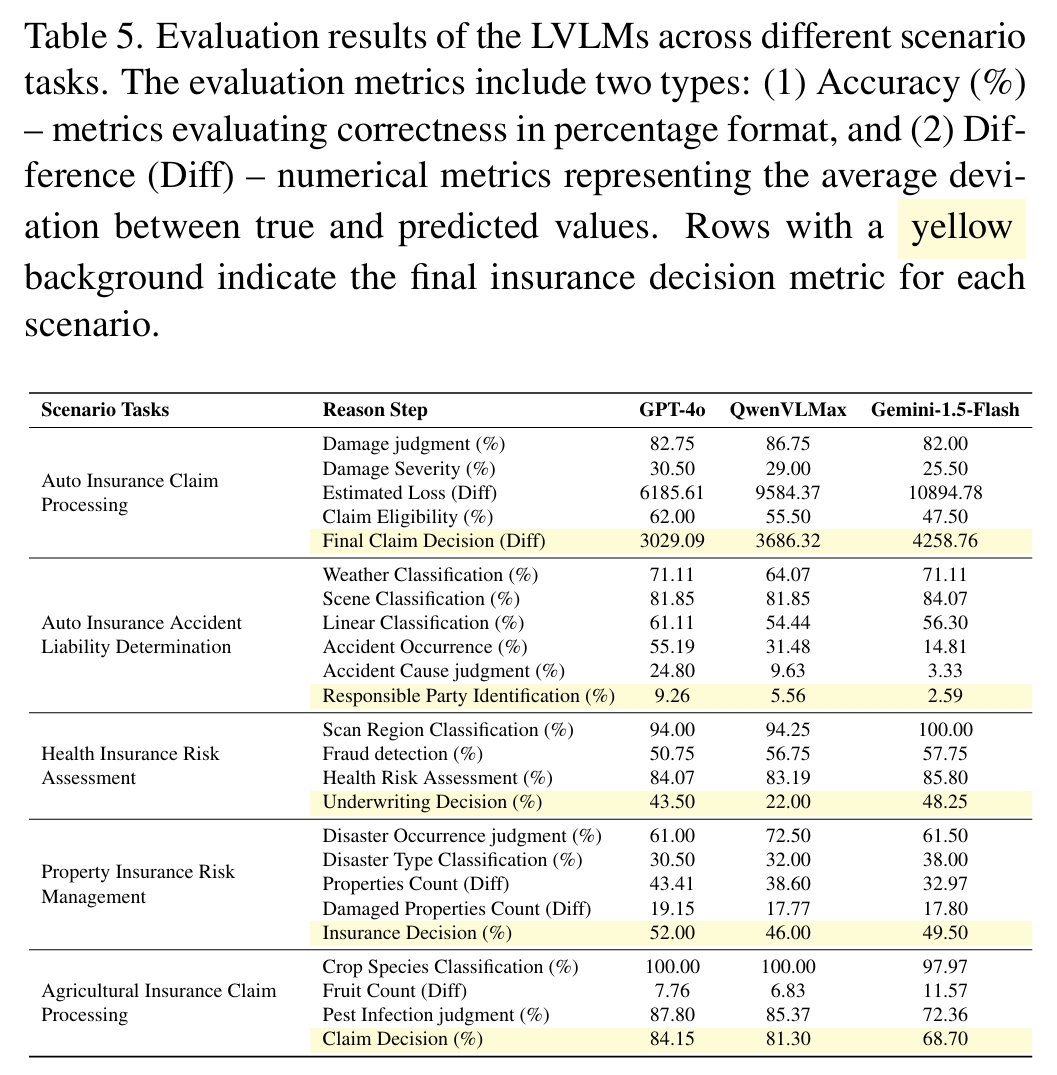 Table 5. Evaluation results of the LVLMs across different scenario
tasks. The evaluation metrics include two types: (1) Accuracy (%)
– metrics evaluating correctness in percentage format, and (2) Dif-
ference (Diff) – numerical metrics representing the average devi-
ation between true and predicted values. Rows with a yellow
background indicate the final insurance decision metric for each
scenario.
Scenario Tasks Reason Step GPT-4o QwenVLMax Gemini-1.5-Flash
Auto Insurance Claim
Processing
Damage judgment (%) 82.75 86.75 82.00
Damage Severity (%) 30.50 29.00 25.50
Estimated Loss (Diff) 6185.61 9584.37 10894.78
Claim Eligibility (%) 62.00 55.50 47.50
Final Claim Decision (Diff) 3029.09 3686.32 4258.76
Auto Insurance Accident
Liability Determination
Weather Classification (%) 71.11 64.07 71.11
Scene Classification (%) 81.85 81.85 84.07
Linear Classification (%) 61.11 54.44 56.30
Accident Occurrence (%) 55.19 31.48 14.81
Accident Cause judgment (%) 24.80 9.63 3.33
Responsible Party Identification (%) 9.26 5.56 2.59
Health Insurance Risk
Assessment
Scan Region Classification (%) 94.00 94.25 100.00
Fraud detection (%) 50.75 56.75 57.75
Health Risk Assessment (%) 84.07 83.19 85.80
Underwriting Decision (%) 43.50 22.00 48.25
Property Insurance Risk
Management
Disaster Occurrence judgment (%) 61.00 72.50 61.50
Disaster Type Classification (%) 30.50 32.00 38.00
Properties Count (Diff) 43.41 38.60 32.97
Damaged Properties Count (Diff) 19.15 17.77 17.80
Insurance Decision (%) 52.00 46.00 49.50
Agricultural Insurance Claim
Processing
Crop Species Classification (%) 100.00 100.00 97.97
Fruit Count (Diff) 7.76 6.83 11.57
Pest Infection judgment (%) 87.80 85.37 72.36
Claim Decision (%) 84.15 81.30 68.70